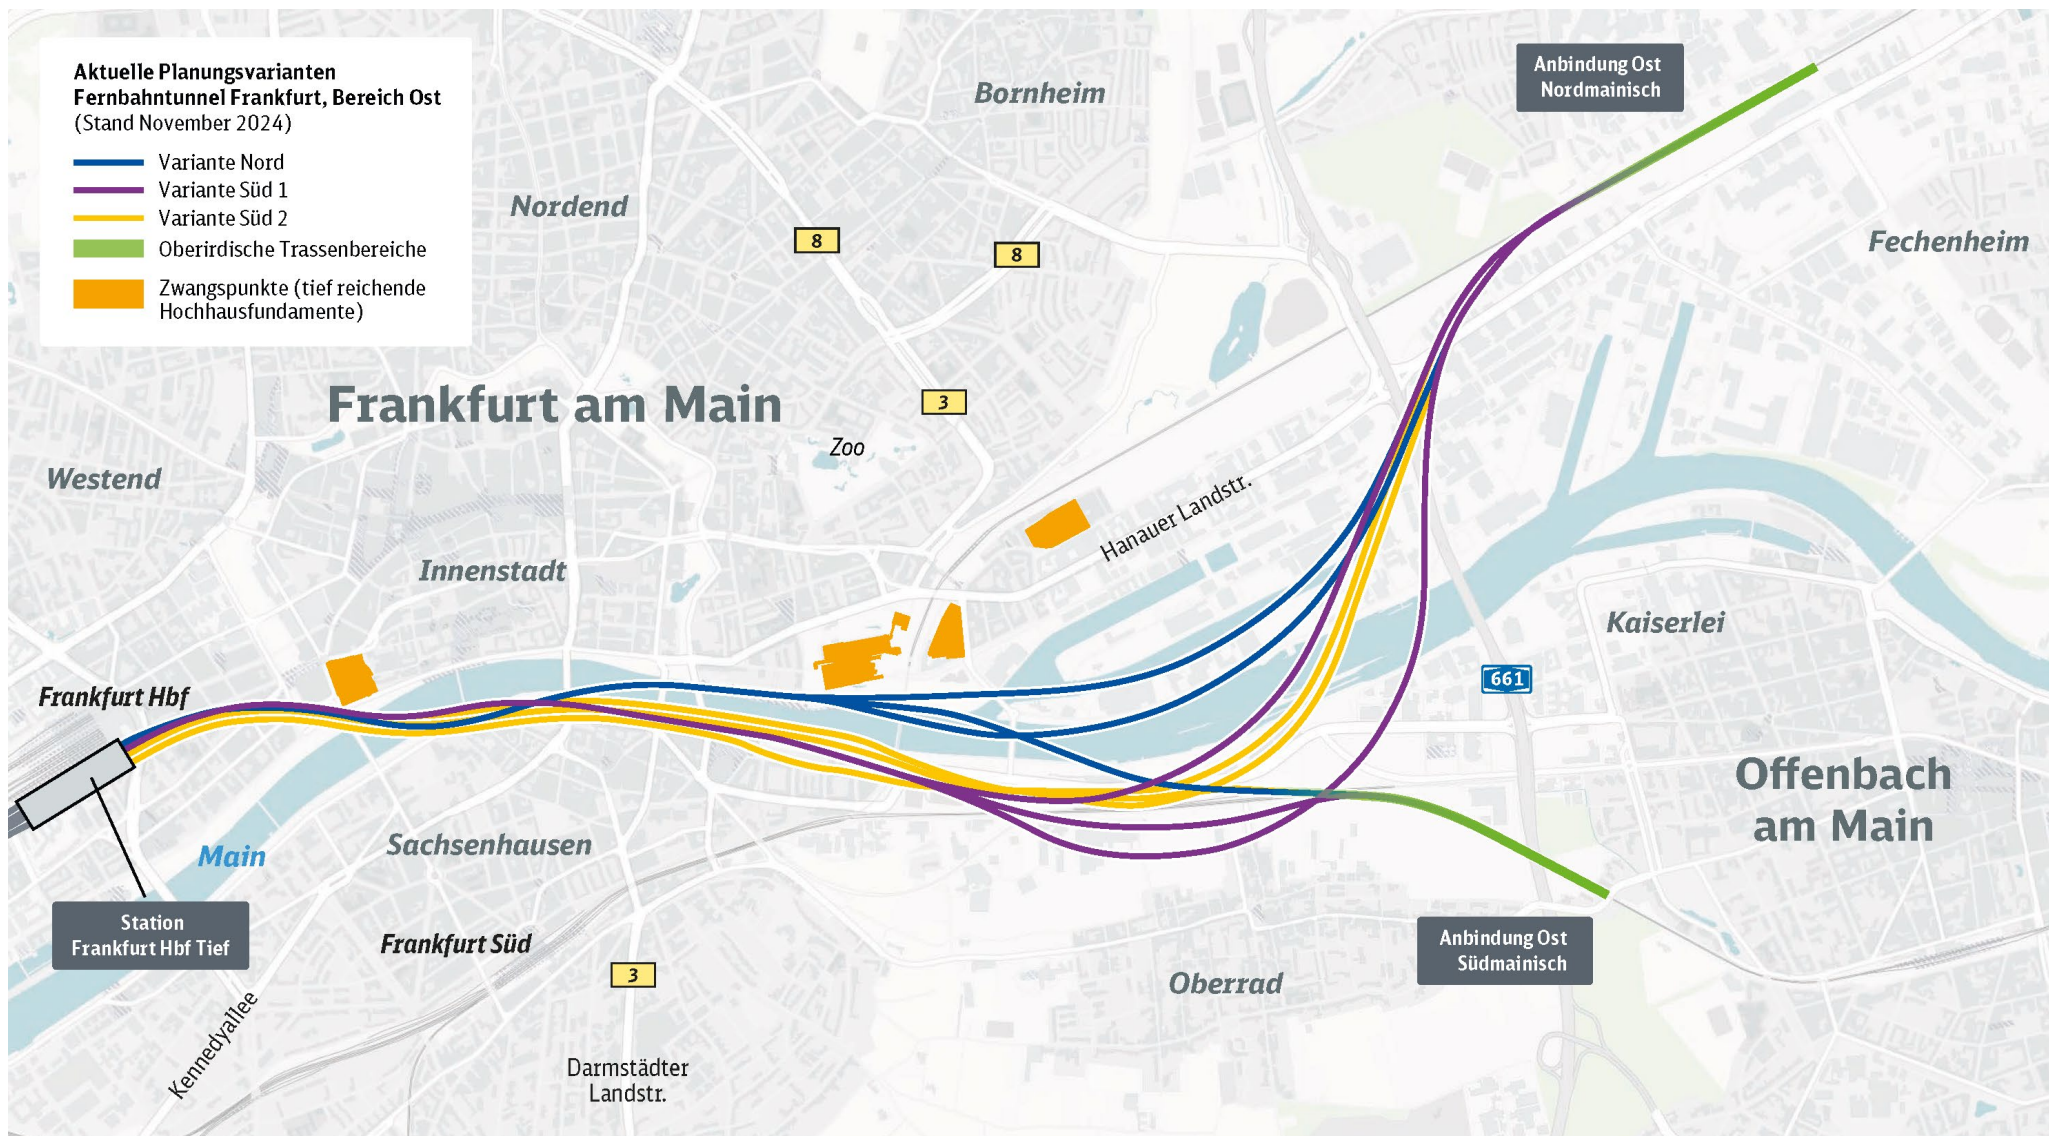 Aktuelle Planungsvarianten
Fernbahntunnel Frankfurt, Bereich Ost
(Stand November 2024)
Variante Nord
Variante Süd 1
Variante Süd 2
Oberirdische Trassenbereiche
Zwangspunkte (tief reichende
Hochhausfundamente)
Anbindung Ost
Nordmainisch
Bornheim
Nordend
8
8
Fechenheim
Frankfurt am Main
3
Zoo
Westend
Hanauer Landstr.
Innenstadt
Kaiserlei
661
Frankfurt Hbf
Offenbach
am Main
Sachsenhausen
Main
Station
Frankfurt Hbf Tief
Frankfurt Süd
Anbindung Ost
Südmainisch
3
Oberrad
Kennedyallee
Darmstädter
Landstr.